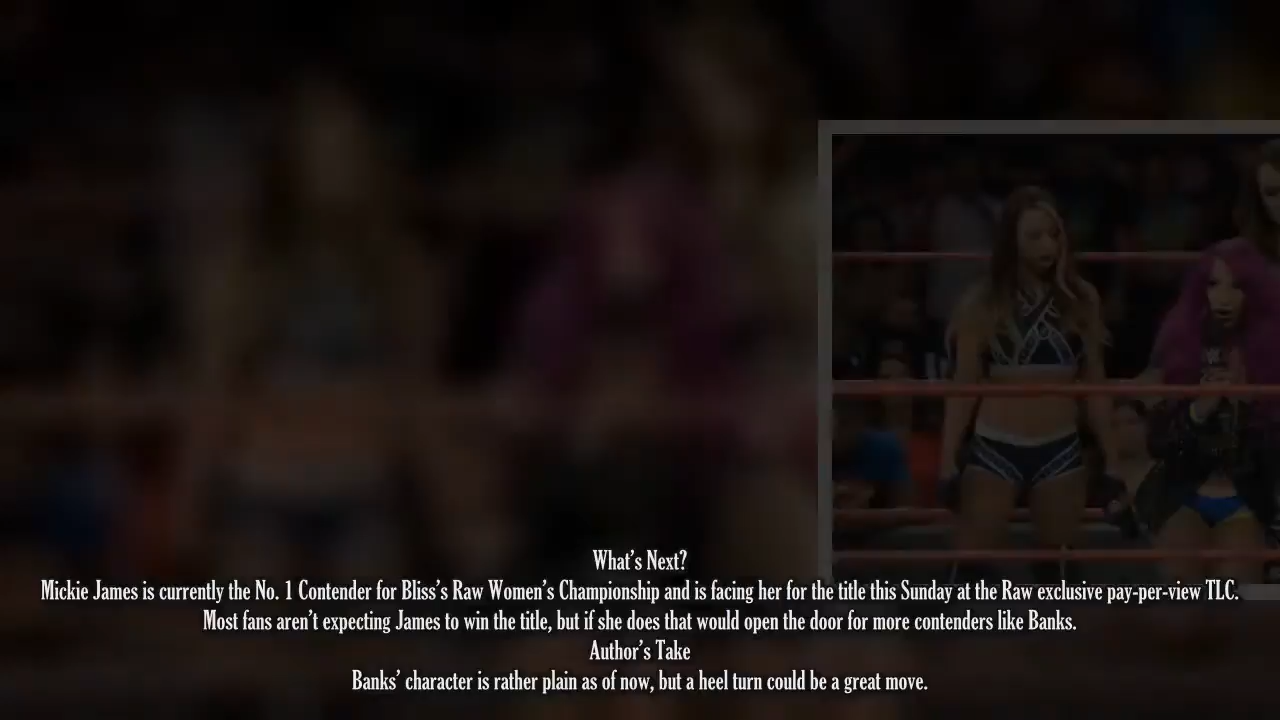 What's Next?
Mickie James is currently the No. 1 Contender for Bliss's Raw Women's Championship and is facing her for the title this Sunday at the Raw exclusive pay-per-view TLC.
Most fans aren't expecting James to win the title, but if she does that would open the door for more contenders like Banks.
Author's Take
Banks' character is rather plain as of now, but a heel turn could be a great move.